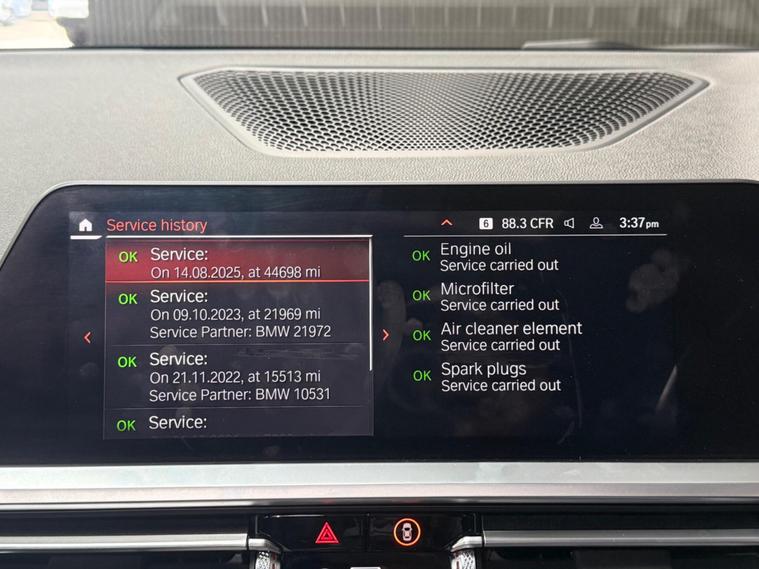 Service history
6 88.3 CFR 3:37pm
OK Service:
On 14.08.2025, at 44698 mi
OK Service:
On 09.10.2023, at 21969 mi
Service Partner: BMW 21972
OK Service:
On 21.11.2022, at 15513 mi
Service Partner: BMW 10531
OK Service:
OK Engine oil
Service carried out
OK Microfilter
Service carried out
OK Air cleaner element
Service carried out
OK Spark plugs
Service carried out